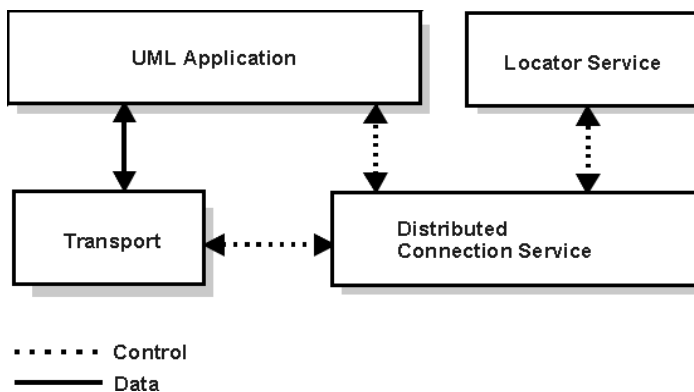 UML Application
Locator Service
Transport
Distributed
Connection Service
Control
Data